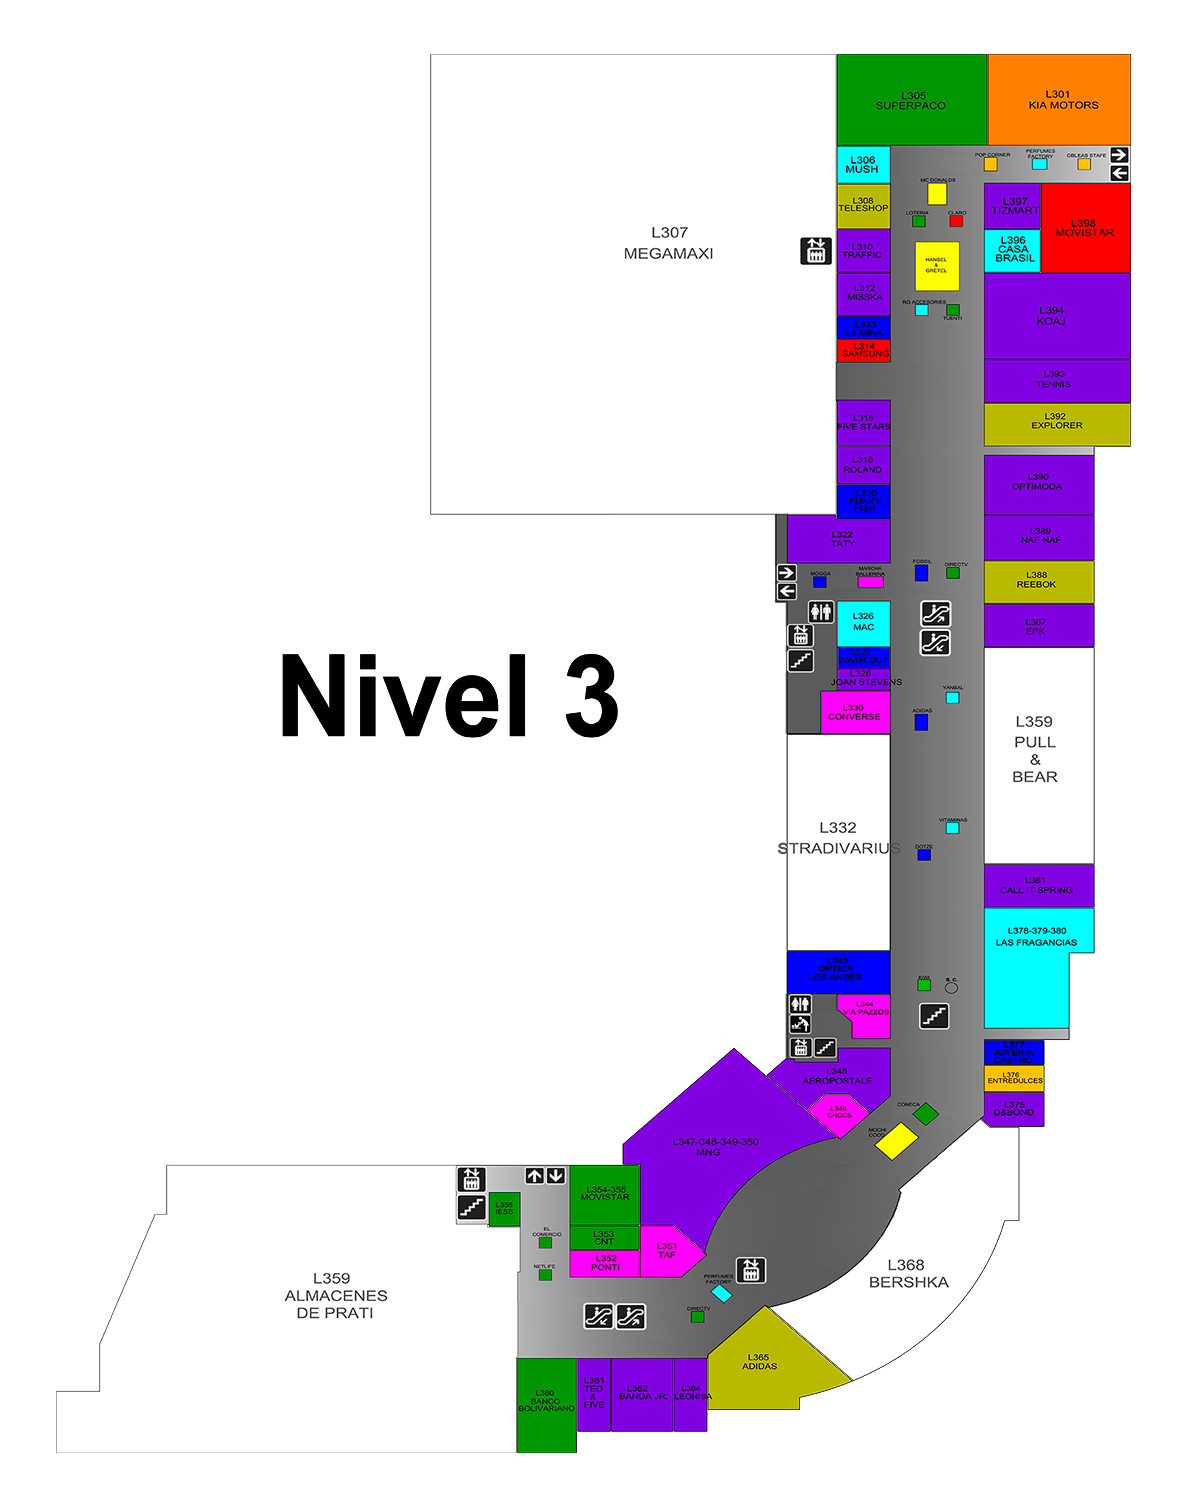 L305
SUPERPACO
L301
KIA MOTORS
L306
MUSH
POP CORNER
PERFUMES
FACTORY
OBLEAS STAFE
L308
TELESHOP
MC DONALDS
LOTERIA
CLARO
L397
TIZMART
L398
MOVISTAR
L307
MEGAMAXI
L310
TRAFFIC
HANSEL
&
GRETEL
L396
CASA
BRASIL
L312
MISSKA
RG ACCESORIES
TUENTI
L394
KOAJ
L313
LA MINA
L314
SAMSUNG
L393
TENNIS
L316
FIVE STARS
L392
EXPLORER
L318
ROLAND
L390
OPTIMODA
L320
FUNKY
FISH
L322
TATY
L389
NAF NAF
MOGGA
MARCHA
BALLERINA
FOSSIL
DIRECTV
L388
REEBOK
L326
MAC
L387
EPK
L327
WATH OUT
L328
JOAN STEVENS
Nivel 3
L330
CONVERSE
YANBAL
ADIDAS
L359
PULL
&
BEAR
L332
STRADIVARIUS
VITAMINAS
DOTZE
L381
CALL IT SPRING
L378-379-380
LAS FRAGANCIAS
L342
OPTICA
LOS ANDES
KIWI
B. C.
L344
VIA PAZZOS
L377
JOYERIA
CASTRO
L345
AEROPOSTALE
L376
ENTREDULCES
L346
CROCS
COMECA
L375
D&BOND
MOCHI
COCO
L347-348-349-350
MNG
L354-355
MOVISTAR
L356
IESS
EL
COMERCIO
L353
CNT
L351
TAF
L352
PONTI
NETLIFE
L359
ALMACENES
DE PRATI
PERFUMES
FACTORY
L368
BERSHKA
DIRECTV
L365
ADIDAS
L360
BANCO
BOLIVARIANO
L361
TED
&
FIVE
L362
BANDA JR.
L364
LEONISA